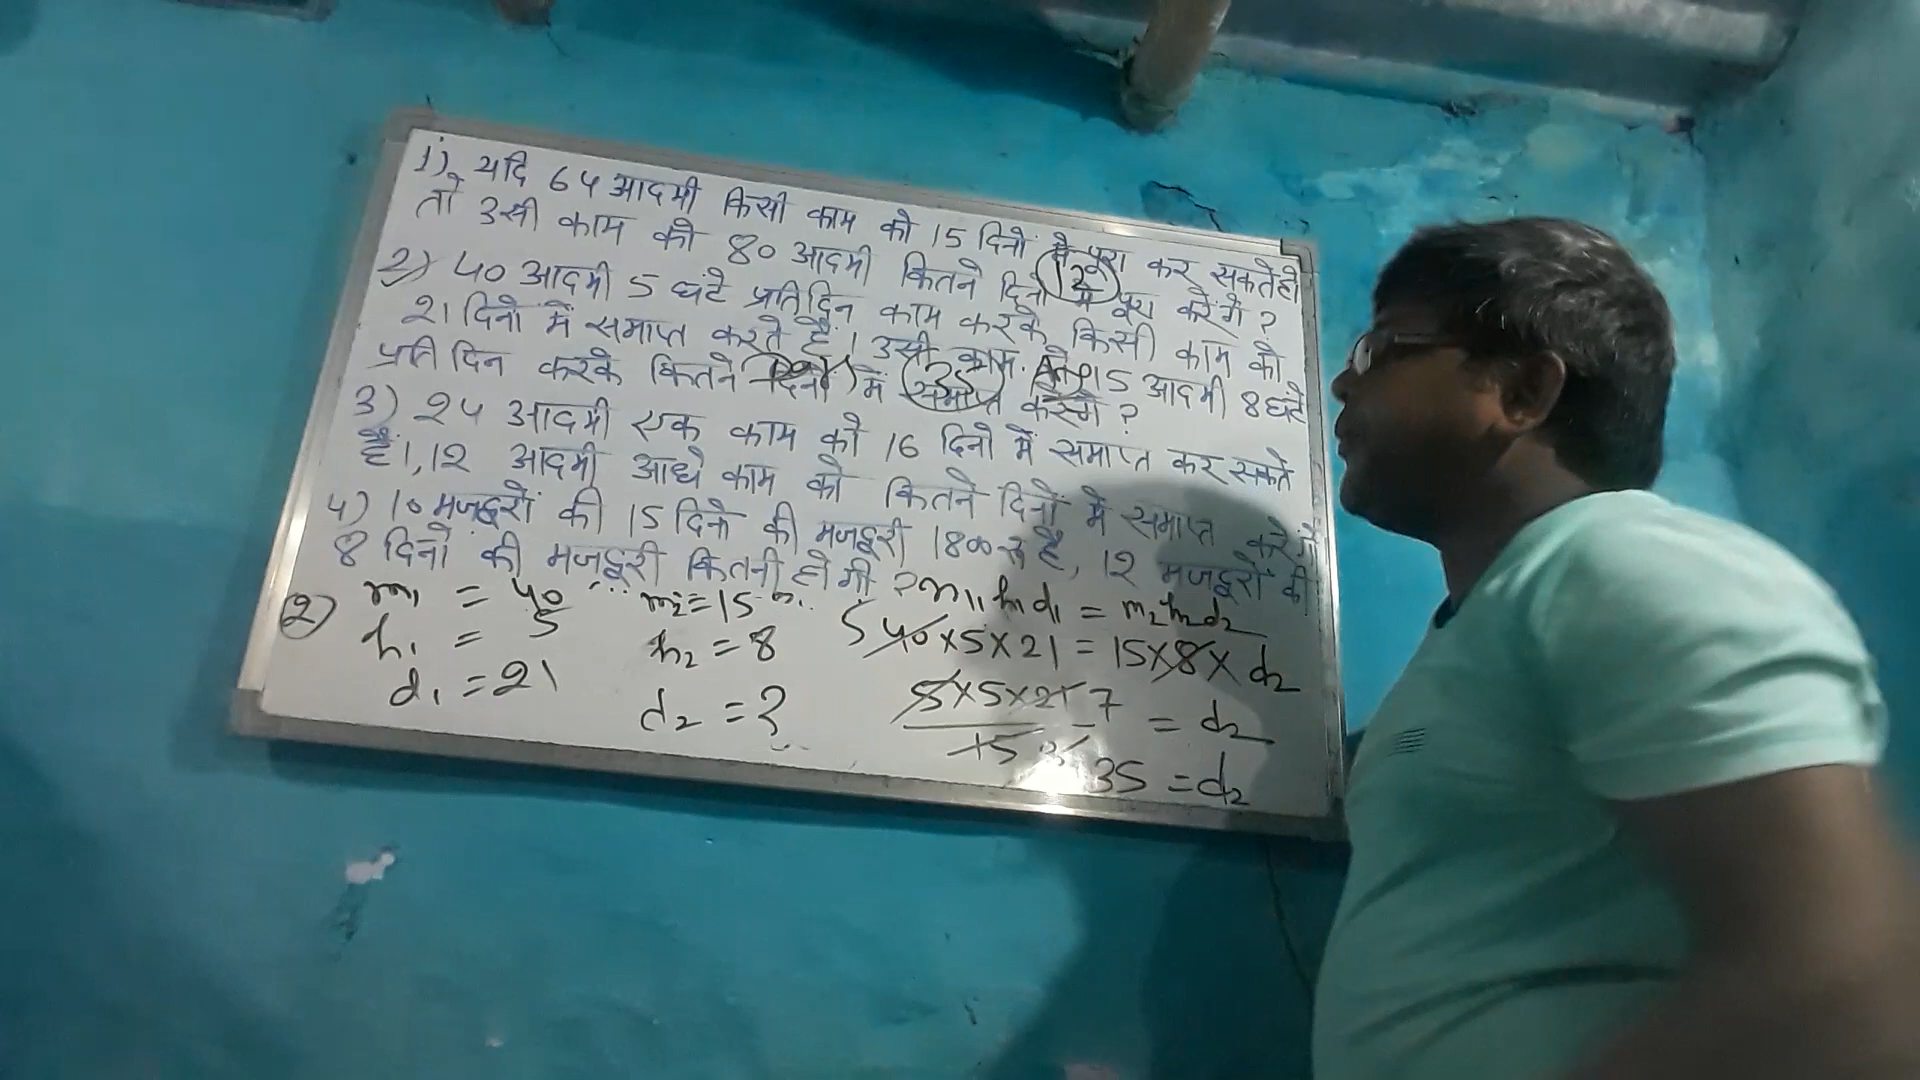 1) यदि 64 आदमी किसी काम को 15 दिनों में पूरा कर सकते हो
तो उसी काम को 80 आदमी कितने दिनों में पूरा करेंगे ?
12
2) 40 आदमी 5 घंटे प्रतिदिन काम करके किसी काम को
21 दिनों में समाप्त करते हैं । उसी काम को 15 आदमी 8 घंटे
प्रतिदिन करके कितने दिनों में समाप्त करेंगे ?
35
3) 24 आदमी एक काम को 16 दिनों में समाप्त कर सकते
हैं ।, 12 आदमी आधे काम को कितने दिनों में समाप्त करेंगे
4) 10 मजदूरों की 15 दिनों की मजदूरी 1800 रु है, 12 मजदूरों की
8 दिनों की मजदूरी कितनी होगी ?
2) m₁ = 40 m₂ = 15 m₁h₁d₁ = m₂h₂d₂
h₁ = 5 h₂ = 8 5 40×5×21 = 15×8×d₂
d₁ = 21 d₂ = ? 5×5×21 7 = d₂
15
35 = d₂